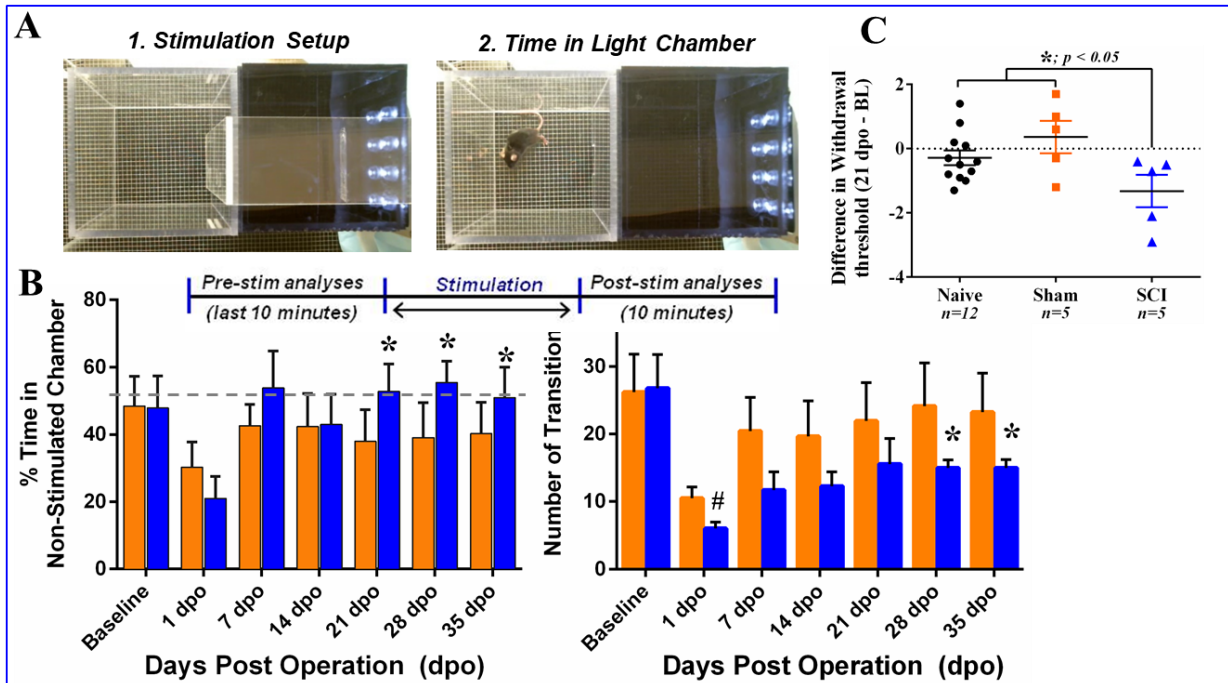 A
1. Stimulation Setup
2. Time in Light Chamber
C
*; p < 0.05
Difference in Withdrawal
threshold (21 dpo - BL)
2
0
-2
-4
Naive
n=12
Sham
n=5
SCI
n=5
B
Pre-stim analyses
(last 10 minutes)
Stimulation
Post-stim analyses
(10 minutes)
% Time in
Non-Stimulated Chamber
80
60
40
20
0
*
*
*
Baseline
1 dpo
7 dpo
14 dpo
21 dpo
28 dpo
35 dpo
Days Post Operation (dpo)
Number of Transition
30
20
10
0
#
*
*
Baseline
1 dpo
7 dpo
14 dpo
21 dpo
28 dpo
35 dpo
Days Post Operation (dpo)